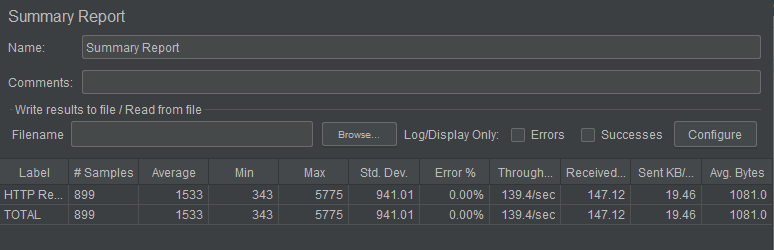 Summary Report
Name: Summary Report
Comments:
Write results to file / Read from file
Filename Browse... Log/Display Only: Errors Successes Configure
Label # Samples Average Min Max Std. Dev. Error % Through... Received... Sent KB/... Avg. Bytes
HTTP Re... 899 1533 343 5775 941.01 0.00% 139.4/sec 147.12 19.46 1081.0
TOTAL 899 1533 343 5775 941.01 0.00% 139.4/sec 147.12 19.46 1081.0